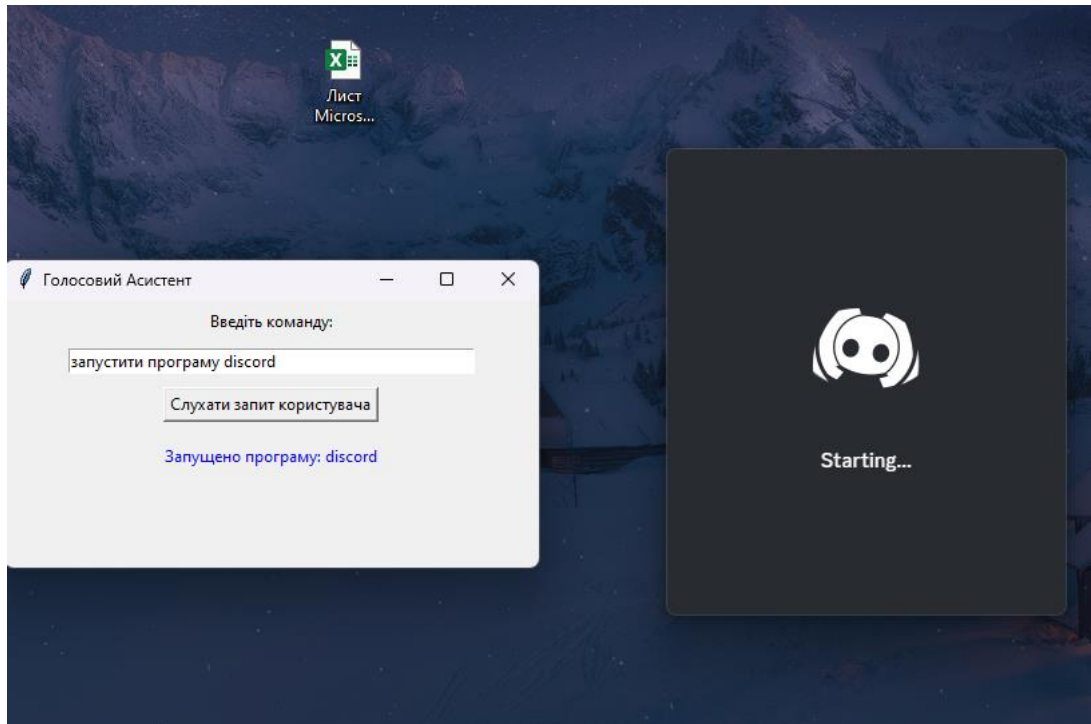 Лист
Micros...
Голосовий Асистент
Введіть команду:
запустити програму discord
Слухати запит користувача
Запущено програму: discord
Starting...